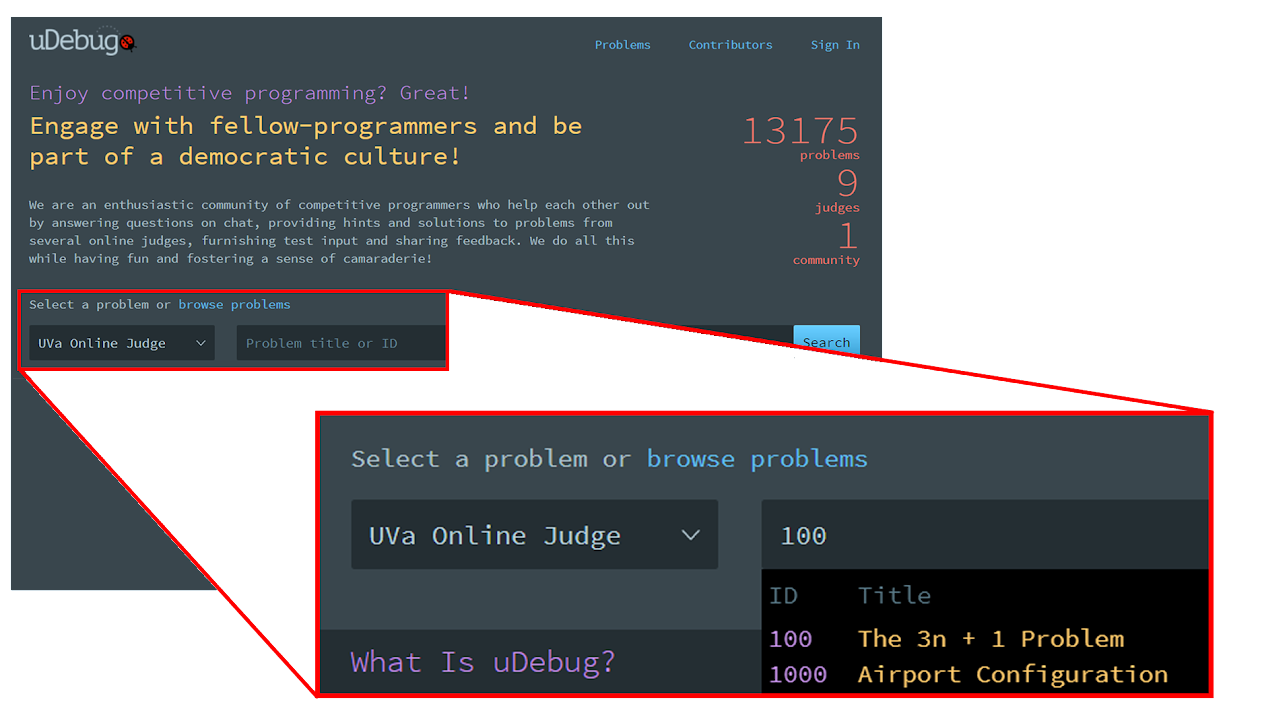 uDebug
Problems Contributors Sign In
Enjoy competitive programming? Great!
Engage with fellow-programmers and be
part of a democratic culture!
13175
problems
9
judges
1
community
We are an enthusiastic community of competitive programmers who help each other out
by answering questions on chat, providing hints and solutions to problems from
several online judges, furnishing test input and sharing feedback. We do all this
while having fun and fostering a sense of camaraderie!
Select a problem or browse problems
UVa Online Judge Problem title or ID Search
Select a problem or browse problems
UVa Online Judge 100
ID Title
100 The 3n + 1 Problem
1000 Airport Configuration
What Is uDebug?